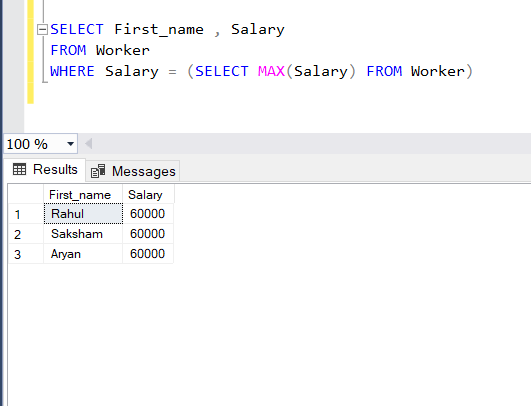 SELECT First_name , Salary
FROM Worker
WHERE Salary = (SELECT MAX(Salary) FROM Worker)
100 %
Results Messages
First_name Salary
1 Rahul 60000
2 Saksham 60000
3 Aryan 60000